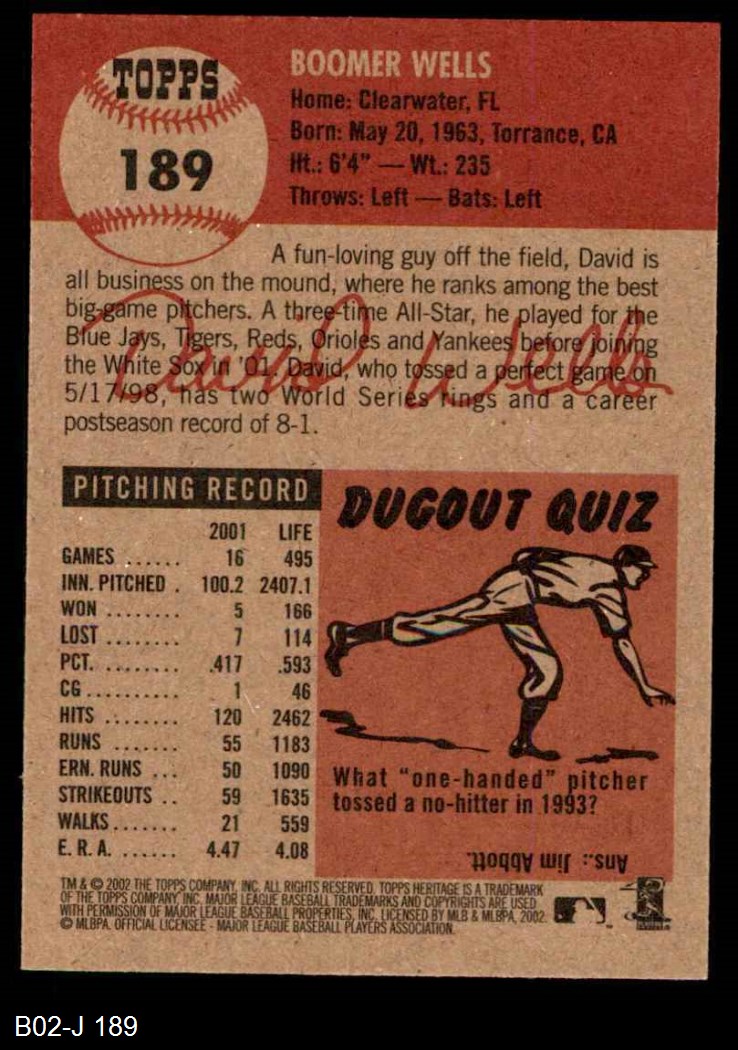 TOPPS
189
BOOMER WELLS
Home: Clearwater, FL
Born: May 20, 1963, Torrance, CA
Ht.: 6'4" — Wt.: 235
Throws: Left — Bats: Left
A fun-loving guy off the field, David is
all business on the mound, where he ranks among the best
big-game pitchers. A three-time All-Star, he played for the
Blue Jays, Tigers, Reds, Orioles and Yankees before joining
the White Sox in '01. David, who tossed a perfect game on
5/17/98, has two World Series rings and a career
postseason record of 8-1.
David Wells
PITCHING RECORD
2001 LIFE
GAMES ...... 16 495
INN. PITCHED . 100.2 2407.1
WON ........ 5 166
LOST ........ 7 114
PCT. ........ .417 .593
CG .......... 1 46
HITS ........ 120 2462
RUNS ....... 55 1183
ERN. RUNS ... 50 1090
STRIKEOUTS .. 59 1635
WALKS ....... 21 559
E. R. A. ...... 4.47 4.08
DUGOUT QUIZ
What "one-handed" pitcher
tossed a no-hitter in 1993?
Ans.: Jim Abbott.
TM & © 2002 THE TOPPS COMPANY, INC. ALL RIGHTS RESERVED. TOPPS HERITAGE IS A TRADEMARK
OF THE TOPPS COMPANY, INC. MAJOR LEAGUE BASEBALL TRADEMARKS AND COPYRIGHTS ARE USED
WITH PERMISSION OF MAJOR LEAGUE BASEBALL PROPERTIES, INC. LICENSED BY MLB & MLBPA, 2002.
© MLBPA. OFFICIAL LICENSEE - MAJOR LEAGUE BASEBALL PLAYERS ASSOCIATION.
B02-J 189